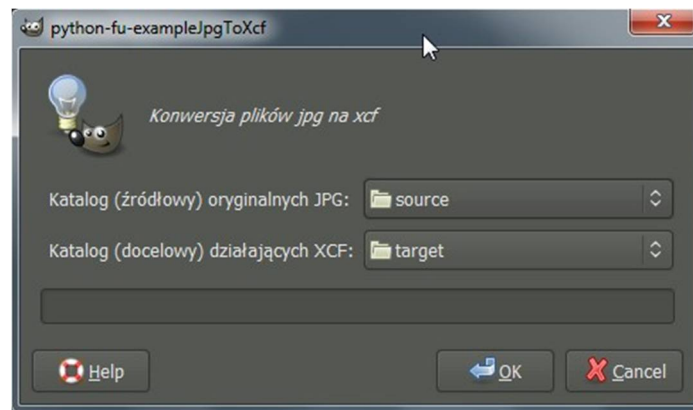 python-fu-exampleJpgToXcf
Konwersja plików jpg na xcf
Katalog (źródłowy) oryginalnych JPG: source
Katalog (docelowy) działających XCF: target
Help OK Cancel